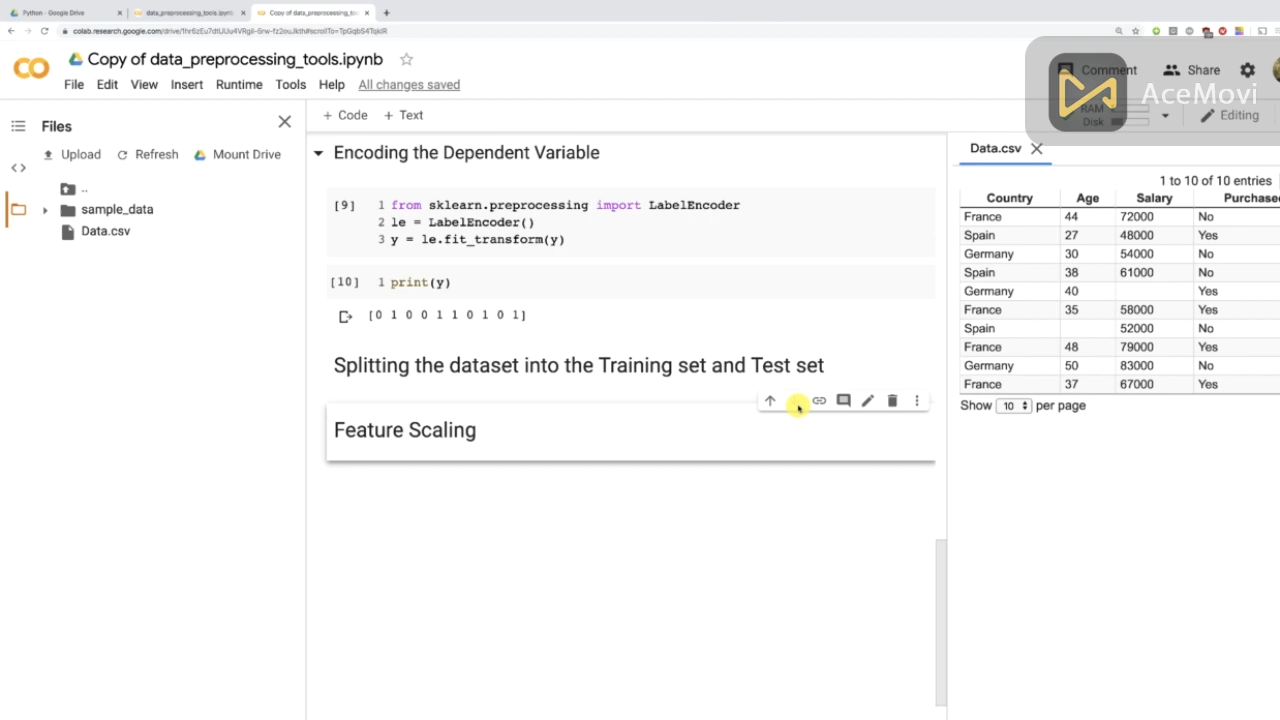 Python - Google Drive
data_preprocessing_tools.ipynb
Copy of data_preprocessing_too
Copy of data_preprocessing_tools.ipynb
Comment
Share
AceMovi
File Edit View Insert Runtime Tools Help All changes saved
RAM
Disk
Editing
Files
+ Code + Text
Upload Refresh Mount Drive
..
sample_data
Data.csv
Encoding the Dependent Variable
[9]
1 from sklearn.preprocessing import LabelEncoder
2 le = LabelEncoder()
3 y = le.fit_transform(y)
[10] 1 print(y)
[0 1 0 0 1 1 0 1 0 1]
Splitting the dataset into the Training set and Test set
Feature Scaling
Data.csv
1 to 10 of 10 entries
Country Age Salary Purchase
France 44 72000 No
Spain 27 48000 Yes
Germany 30 54000 No
Spain 38 61000 No
Germany 40 Yes
France 35 58000 Yes
Spain 52000 No
France 48 79000 Yes
Germany 50 83000 No
France 37 67000 Yes
Show 10 per page